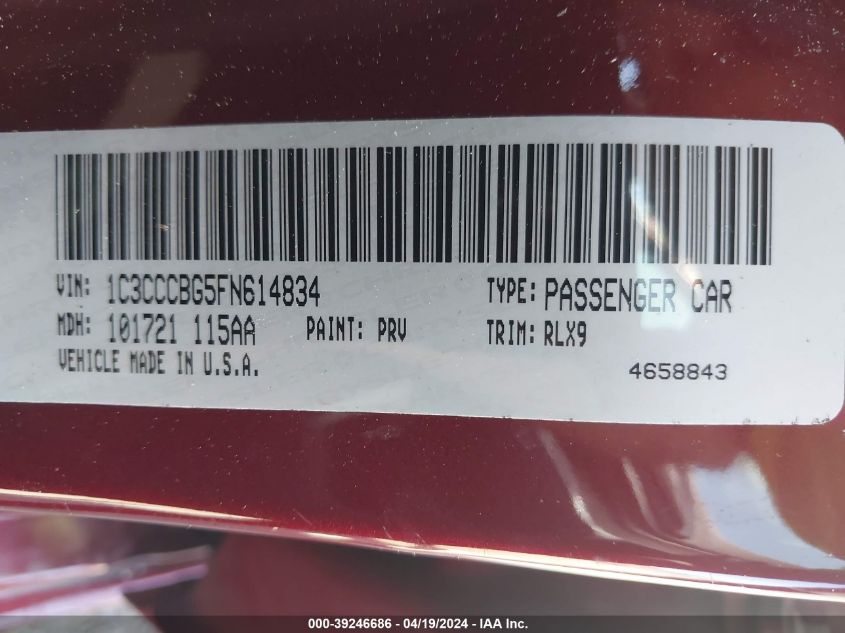 VIN: 1C3CCCBG5FN614834 TYPE: PASSENGER CAR
MDH: 101721 115AA PAINT: PRV TRIM: RLX9
VEHICLE MADE IN U.S.A. 4658843
000-39246686 - 04/19/2024 - IAA Inc.